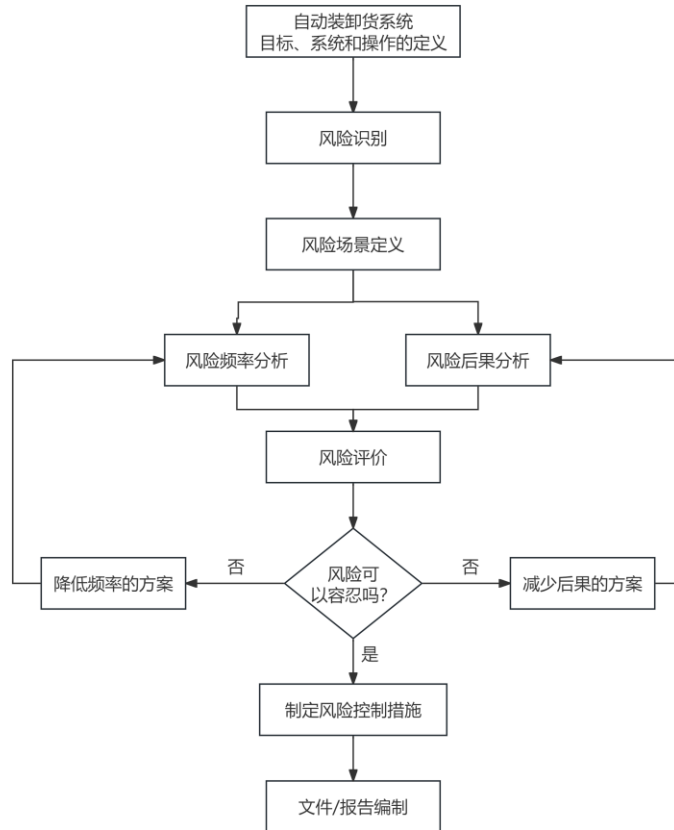 自动装卸货系统
目标、系统和操作的定义
风险识别
风险场景定义
风险频率分析
风险后果分析
风险评价
降低频率的方案
否
风险可
以容忍吗?
否
减少后果的方案
是
制定风险控制措施
文件/报告编制